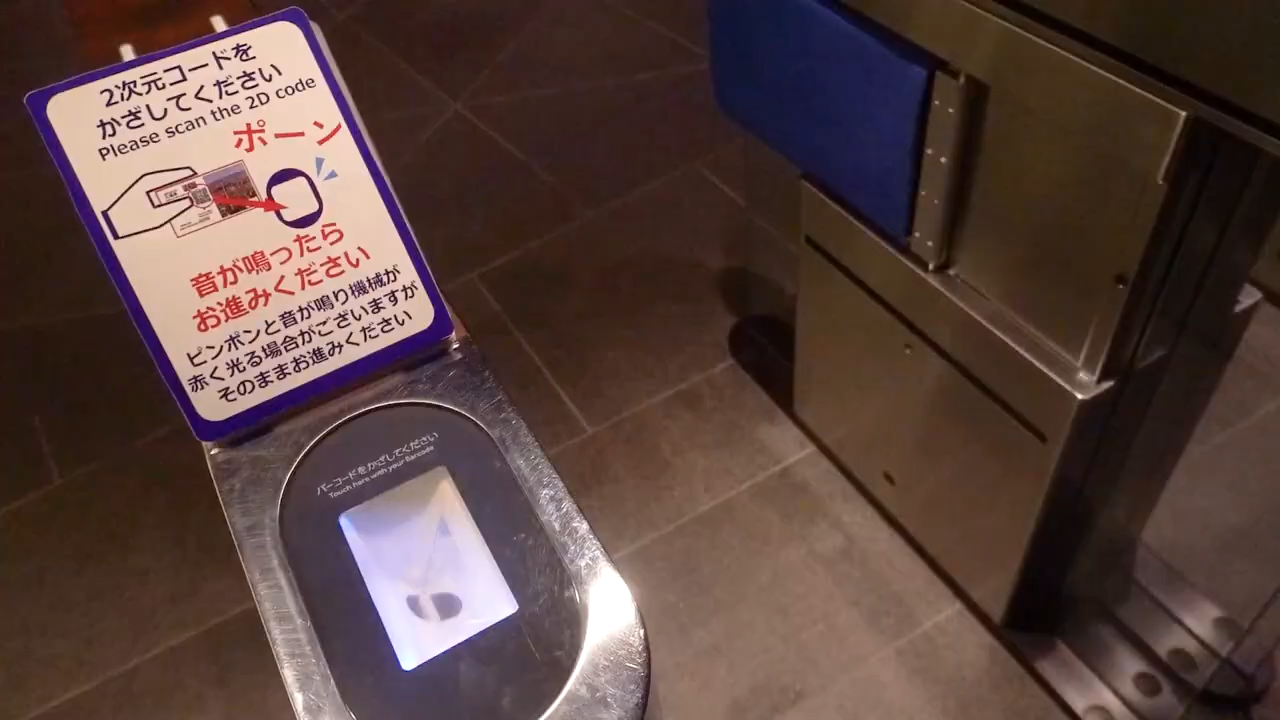 2次元コードを
かざしてください
Please scan the 2D code
ポーン
音が鳴ったら
お進みください
ピンポンと音が鳴り機械が
赤く光る場合がございますが
そのままお進みください
バーコードをかざしてください
Touch here with your Barcode